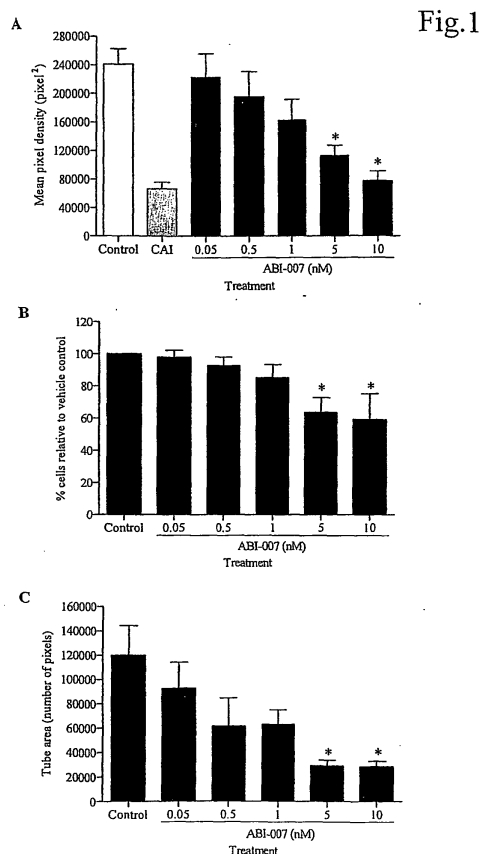 Fig.1
A
Mean pixel density (pixel²)
280000
240000
200000
160000
120000
80000
40000
0
* *
Control CAI 0.05 0.5 1 5 10
ABI-007 (nM)
Treatment
B
% cells relative to vehicle control
120
100
80
60
40
20
0
* *
Control 0.05 0.5 1 5 10
ABI-007 (nM)
Treatment
C
Tube area (number of pixels)
160000
140000
120000
100000
80000
60000
40000
20000
0
* *
Control 0.05 0.5 1 5 10
ABI-007 (nM)
Treatment